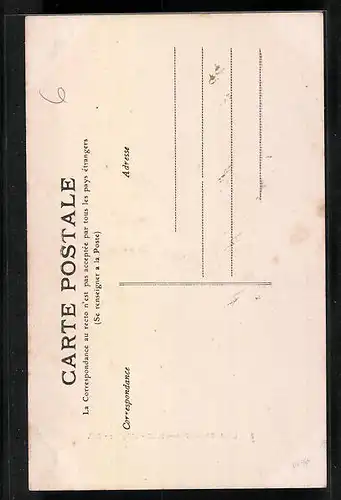 CARTE POSTALE
La Correspondance au recto n'est pas acceptée par tous les pays étrangers
(Se renseigner a la Poste)
Correspondance
Adresse
6